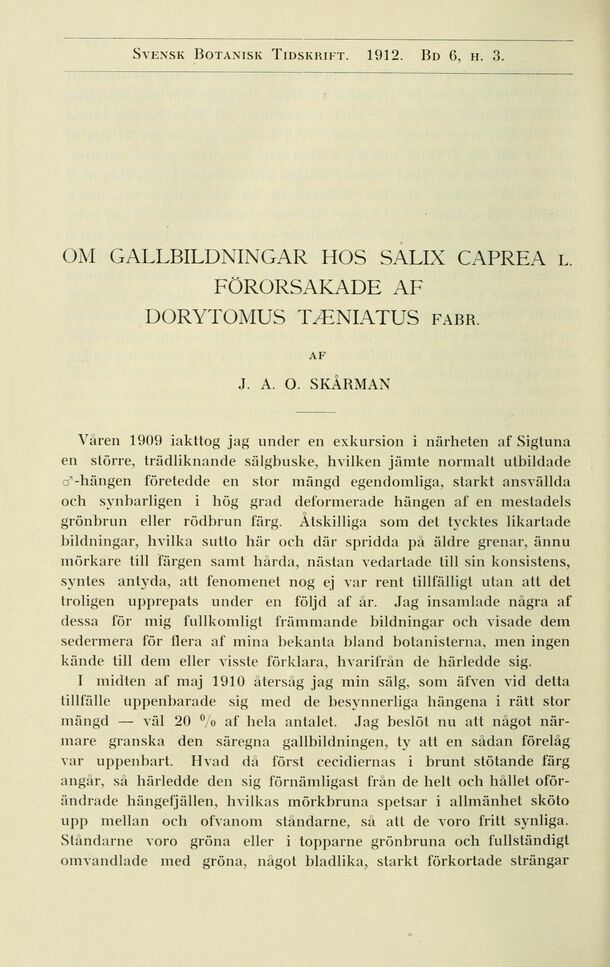 SVENSK BOTANISK TIDSKRIFT. 1912. BD 6, H. 3.
OM GALLBILDNINGAR HOS SALIX CAPREA L.
FÖRORSAKADE AF
DORYTOMUS TÆNIATUS FABR.
AF
J. A. O. SKÅRMAN
Våren 1909 iakttog jag under en exkursion i närheten af Sigtuna
en större, trädliknande sälgbuske, hvilken jämte normalt utbildade
♂-hängen företedde en stor mängd egendomliga, starkt ansvällda
och synbarligen i hög grad deformerade hängen af en mestadels
grönbrun eller rödbrun färg. Åtskilliga som det tycktes likartade
bildningar, hvilka sutto här och där spridda på äldre grenar, ännu
mörkare till färgen samt hårda, nästan vedartade till sin konsistens,
syntes antyda, att fenomenet nog ej var rent tillfälligt utan att det
troligen upprepats under en följd af år. Jag insamlade några af
dessa för mig fullkomligt främmande bildningar och visade dem
sedermera för flera af mina bekanta bland botanisterna, men ingen
kände till dem eller visste förklara, hvarifrån de härledde sig.
I midten af maj 1910 återsåg jag min sälg, som äfven vid detta
tillfälle uppenbarade sig med de besynnerliga hängena i rätt stor
mängd — väl 20 % af hela antalet. Jag beslöt nu att något när-
mare granska den säregna gallbildningen, ty att en sådan förelåg
var uppenbart. Hvad då först cecidiernas i brunt stötande färg
angår, så härledde den sig förnämligast från de helt och hållet oför-
ändrade hängefjällen, hvilkas mörkbruna spetsar i allmänhet sköto
upp mellan och ofvanom ståndarne, så att de voro fritt synliga.
Ståndarne voro gröna eller i topparne grönbruna och fullständigt
omvandlade med gröna, något bladlika, starkt förkortade strängar